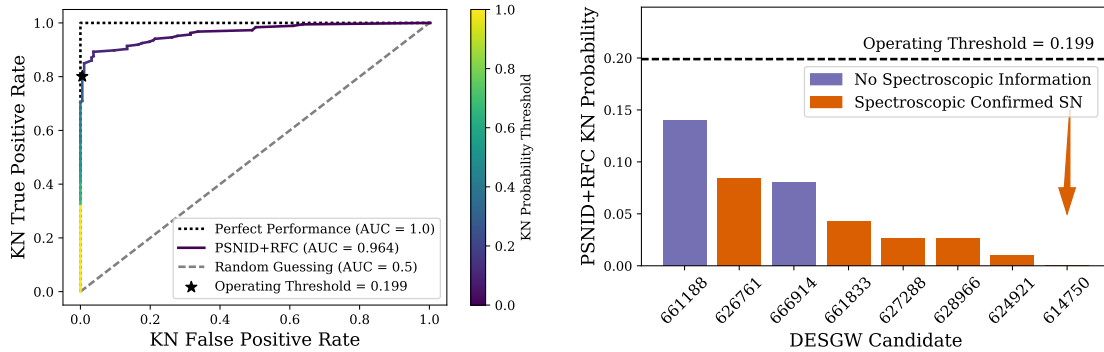 1.0
0.8
0.6
0.4
0.2
0.0
KN True Positive Rate
0.0 0.2 0.4 0.6 0.8 1.0
KN False Positive Rate
Perfect Performance (AUC = 1.0)
PSNID+RFC (AUC = 0.964)
Random Guessing (AUC = 0.5)
Operating Threshold = 0.199
1.0
0.8
0.6
0.4
0.2
0.0
KN Probability Threshold
PSNID+RFC KN Probability
0.20
0.15
0.10
0.05
0.00
Operating Threshold = 0.199
No Spectroscopic Information
Spectroscopic Confirmed SN
661188 626761 666914 661833 627288 628966 624921 614750
DESGW Candidate